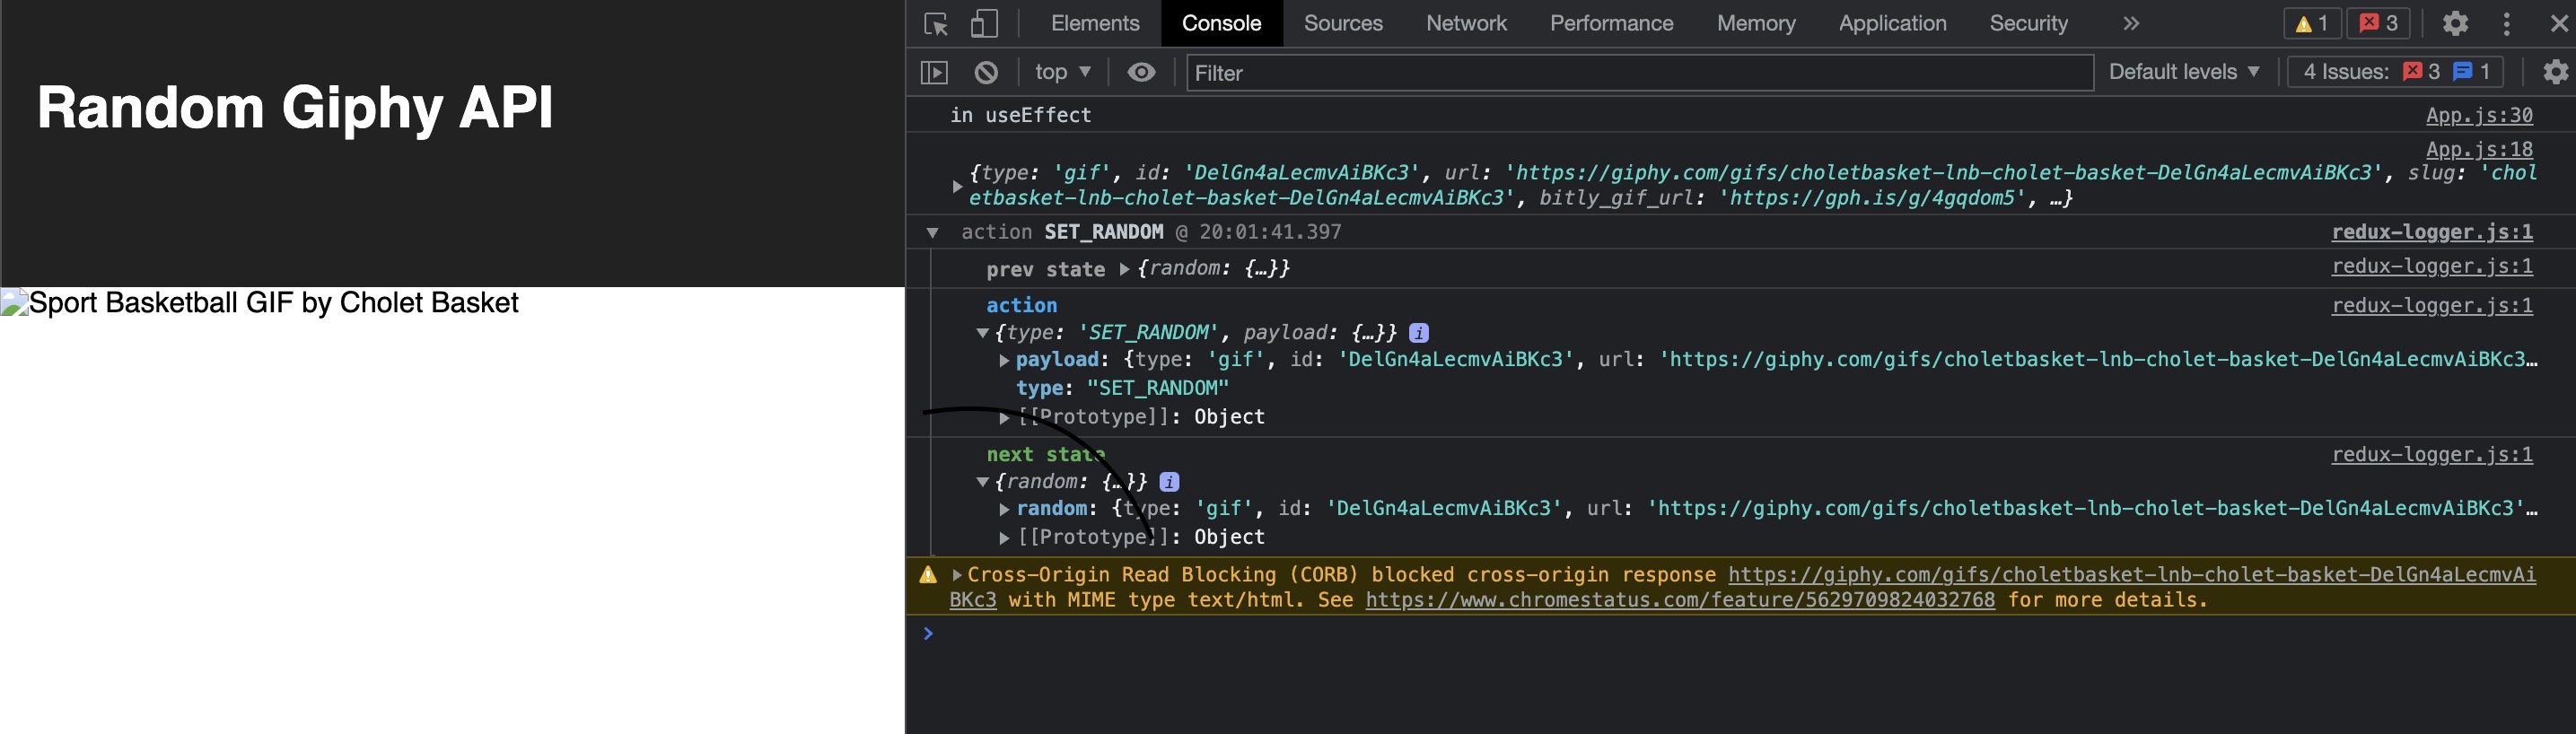 Random Giphy API
Sport Basketball GIF by Cholet Basket
Elements Console Sources Network Performance Memory Application Security » 1 3
top ▼ Filter Default levels ▼ 4 Issues: 3 1
in useEffect App.js:30
App.js:18
{type: 'gif', id: 'DelGn4aLecmvAiBKc3', url: 'https://giphy.com/gifs/choletbasket-lnb-cholet-basket-DelGn4aLecmvAiBKc3', slug: 'chol
etbasket-lnb-cholet-basket-DelGn4aLecmvAiBKc3', bitly_gif_url: 'https://gph.is/g/4gqdom5', …}
action SET_RANDOM @ 20:01:41.397 redux-logger.js:1
prev state {random: {…}} redux-logger.js:1
action redux-logger.js:1
{type: 'SET_RANDOM', payload: {…}} i
payload: {type: 'gif', id: 'DelGn4aLecmvAiBKc3', url: 'https://giphy.com/gifs/choletbasket-lnb-cholet-basket-DelGn4aLecmvAiBKc3…
type: "SET_RANDOM"
[[Prototype]]: Object
next state redux-logger.js:1
{random: {…}} i
random: {type: 'gif', id: 'DelGn4aLecmvAiBKc3', url: 'https://giphy.com/gifs/choletbasket-lnb-cholet-basket-DelGn4aLecmvAiBKc3'…
[[Prototype]]: Object
Cross-Origin Read Blocking (CORB) blocked cross-origin response https://giphy.com/gifs/choletbasket-lnb-cholet-basket-DelGn4aLecmvAi
BKc3 with MIME type text/html. See https://www.chromestatus.com/feature/5629709824032768 for more details.